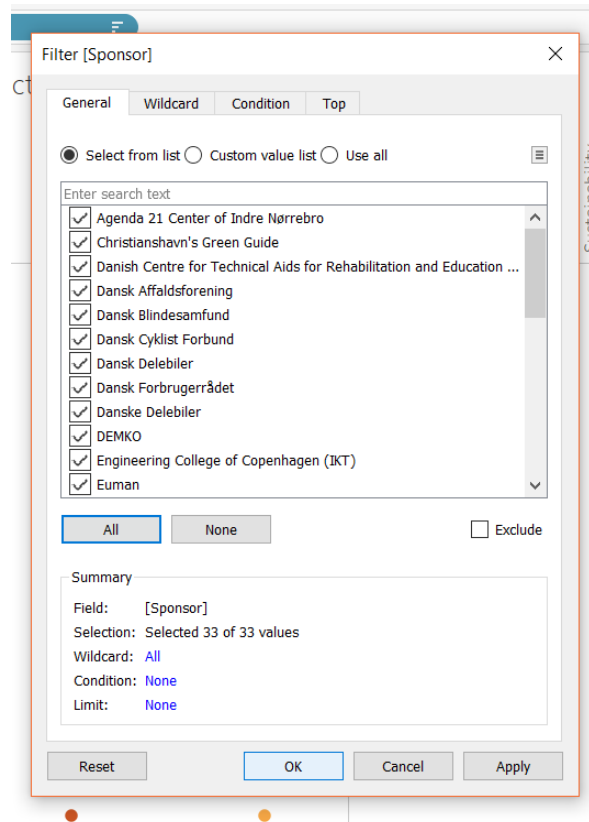 ct
Filter [Sponsor]
General Wildcard Condition Top
Select from list Custom value list Use all
Enter search text
Agenda 21 Center of Indre Nørrebro
Christianshavn's Green Guide
Danish Centre for Technical Aids for Rehabilitation and Education ...
Dansk Affaldsforening
Dansk Blindesamfund
Dansk Cyklist Forbund
Dansk Delebiler
Dansk Forbrugerrådet
Danske Delebiler
DEMKO
Engineering College of Copenhagen (IKT)
Euman
All None Exclude
Summary
Field: [Sponsor]
Selection: Selected 33 of 33 values
Wildcard: All
Condition: None
Limit: None
Reset OK Cancel Apply